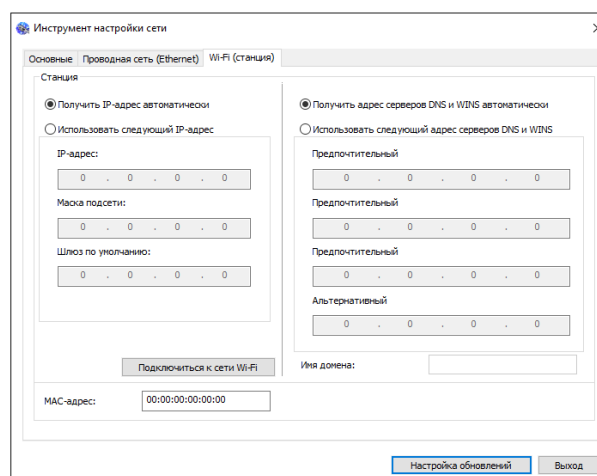 Инструмент настройки сети
Основные Проводная сеть (Ethernet) Wi-Fi (станция)
Станция
Получить IP-адрес автоматически
Использовать следующий IP-адрес
IP-адрес:
0 . 0 . 0 . 0
Маска подсети:
0 . 0 . 0 . 0
Шлюз по умолчанию:
0 . 0 . 0 . 0
Подключиться к сети Wi-Fi
Получить адрес серверов DNS и WINS автоматически
Использовать следующий адрес серверов DNS и WINS
Предпочтительный
0 . 0 . 0 . 0
Предпочтительный
0 . 0 . 0 . 0
Предпочтительный
0 . 0 . 0 . 0
Альтернативный
0 . 0 . 0 . 0
Имя домена:
MAC-адрес: 00:00:00:00:00:00
Настройка обновлений Выход